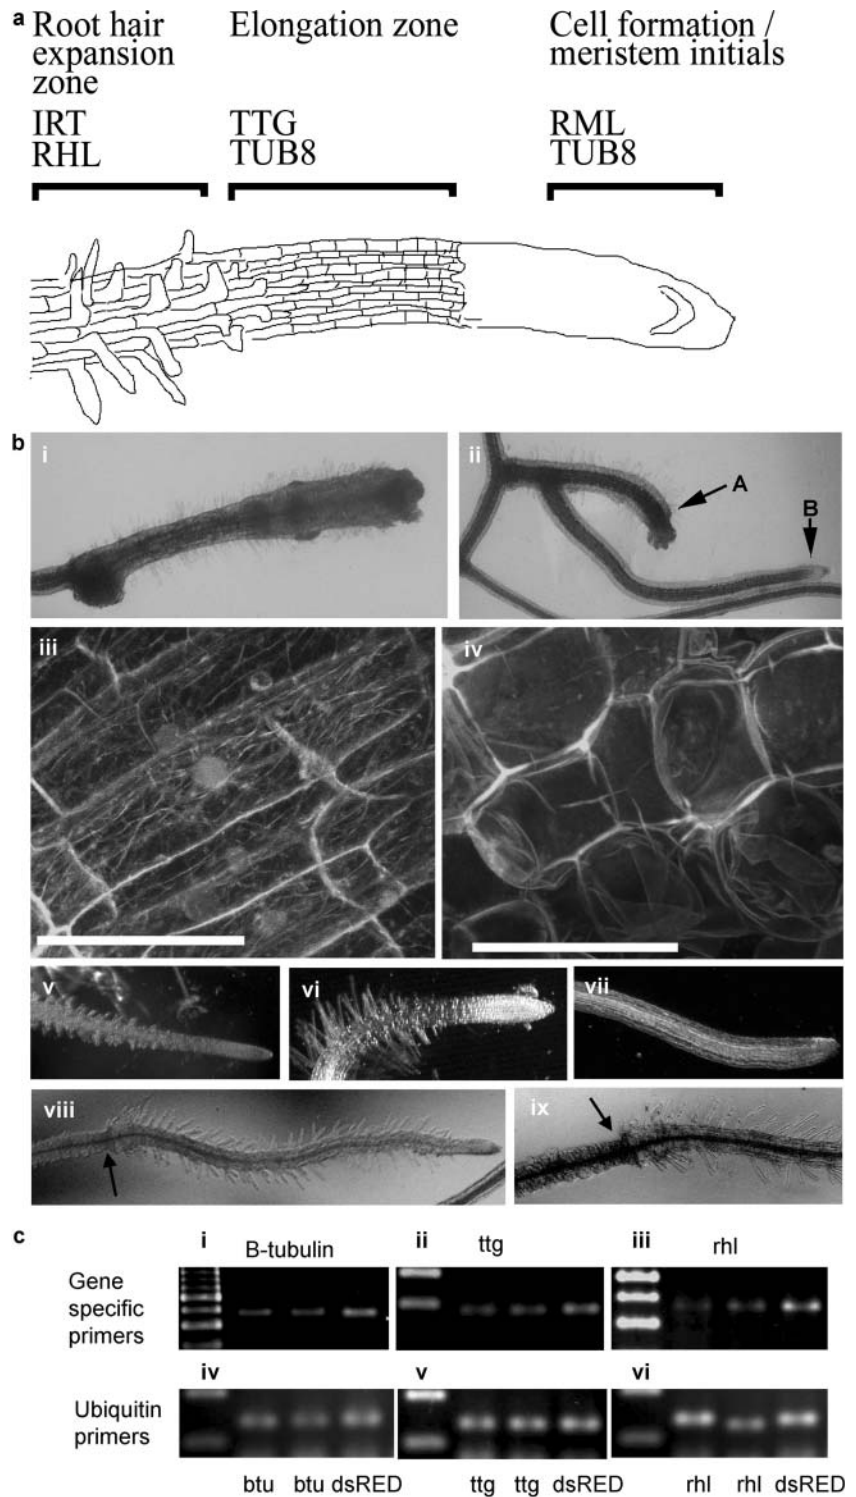 a
Root hair expansion zone
IRT
RHL
Elongation zone
TTG
TUB8
Cell formation / meristem initials
RML
TUB8
b
i
ii
A
B
iii
iv
v
vi
vii
viii
ix
c
i
B-tubulin
ii
ttg
iii
rhl
Gene specific primers
iv
v
vi
Ubiquitin primers
btu btu dsRED
ttg ttg dsRED
rhl rhl dsRED